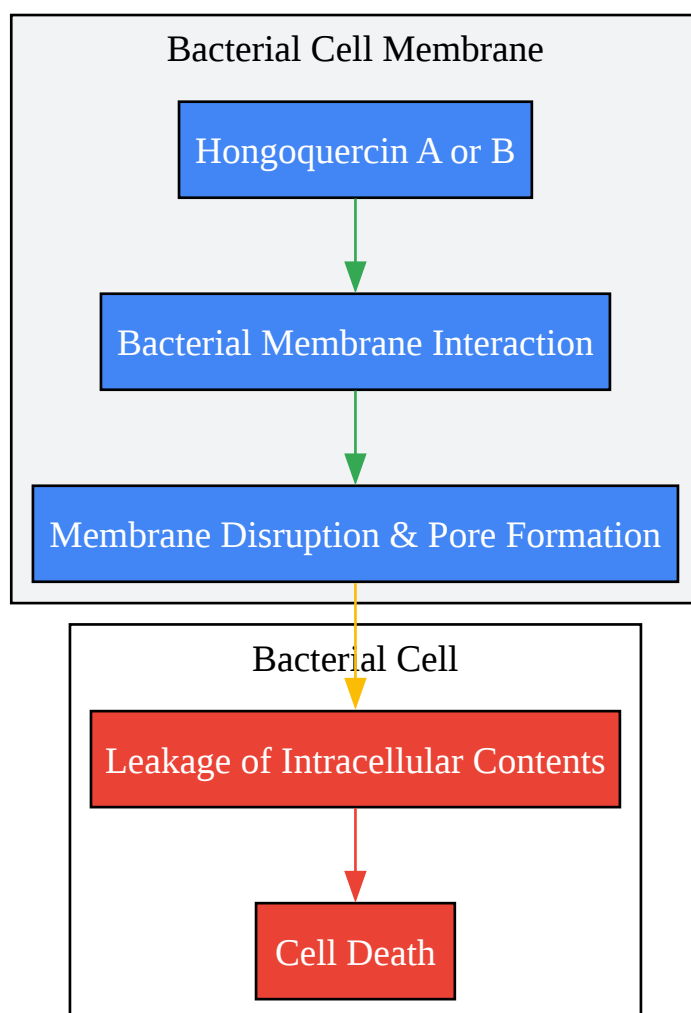 Bacterial Cell Membrane
Hongoquercin A or B
Bacterial Membrane Interaction
Membrane Disruption & Pore Formation
Bacterial Cell
Leakage of Intracellular Contents
Cell Death